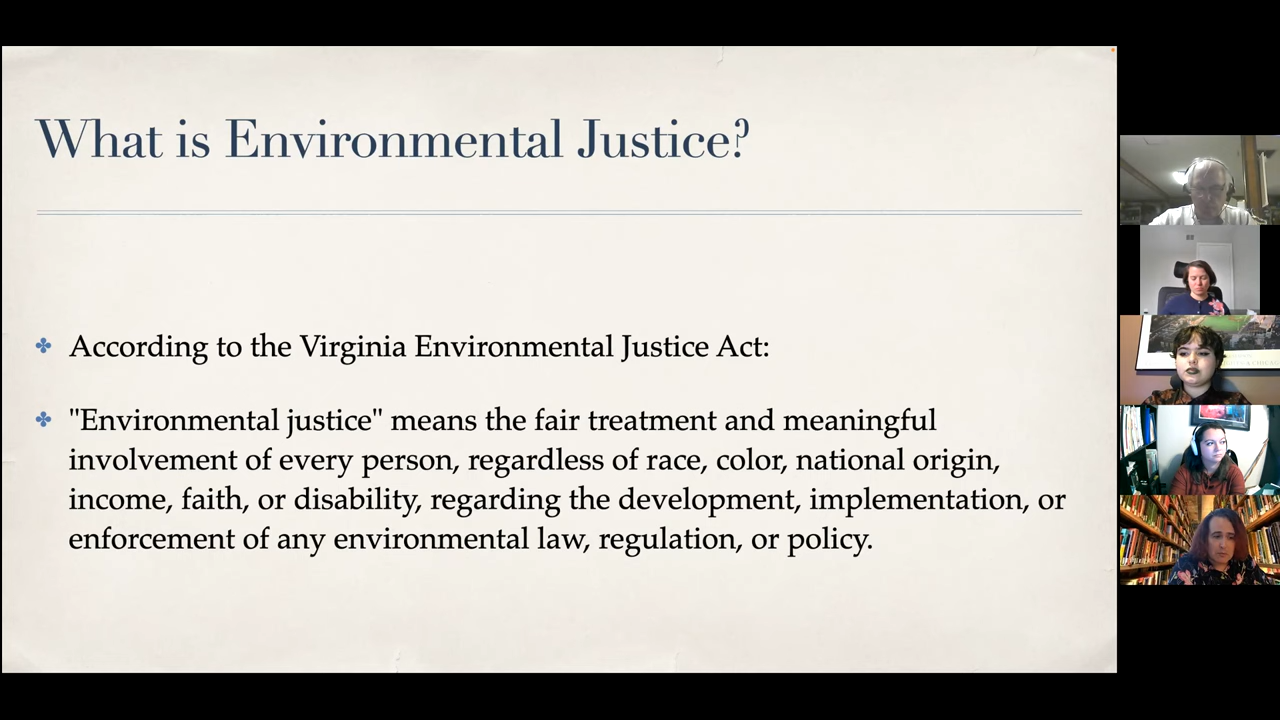 What is Environmental Justice?
According to the Virginia Environmental Justice Act:
"Environmental justice" means the fair treatment and meaningful
involvement of every person, regardless of race, color, national origin,
income, faith, or disability, regarding the development, implementation, or
enforcement of any environmental law, regulation, or policy.